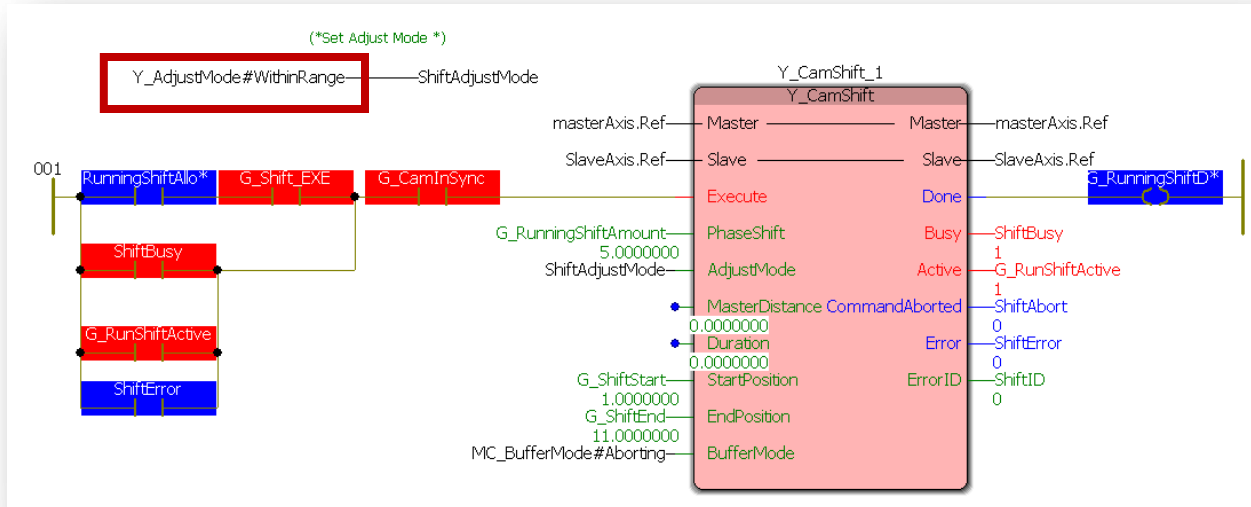 (*Set Adjust Mode *)
Y_AdjustMode#WithinRange ShiftAdjustMode
Y_CamShift_1
Y_CamShift
masterAxis.Ref Master Master masterAxis.Ref
SlaveAxis.Ref Slave Slave SlaveAxis.Ref
001
RunningShiftAllo* G_Shift_EXE G_CamInSync Execute Done G_RunningShiftD*
G_RunningShiftAmount PhaseShift Busy ShiftBusy
5.0000000 1
ShiftBusy
ShiftAdjustMode AdjustMode Active G_RunShiftActive
1
MasterDistance CommandAborted ShiftAbort
0.0000000 0
G_RunShiftActive
Duration Error ShiftError
0.0000000 0
ShiftError
G_ShiftStart StartPosition ErrorID ShiftID
1.0000000 0
G_ShiftEnd EndPosition
11.0000000
MC_BufferMode#Aborting BufferMode